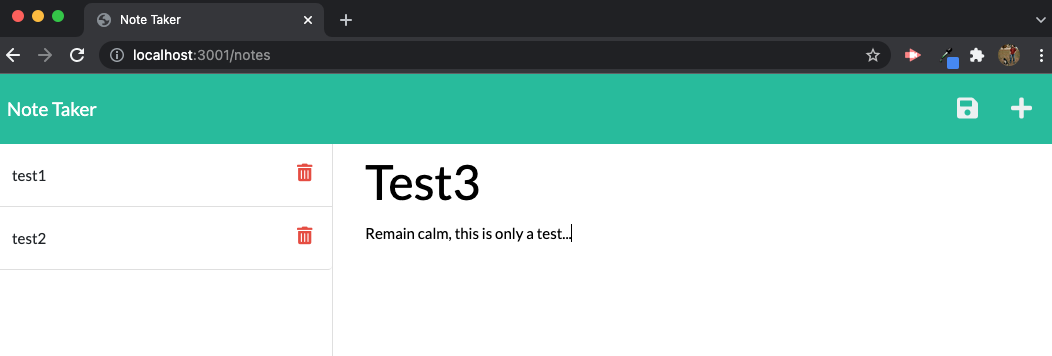 Note Taker
localhost:3001/notes
Note Taker
test1
test2
Test3
Remain calm, this is only a test...